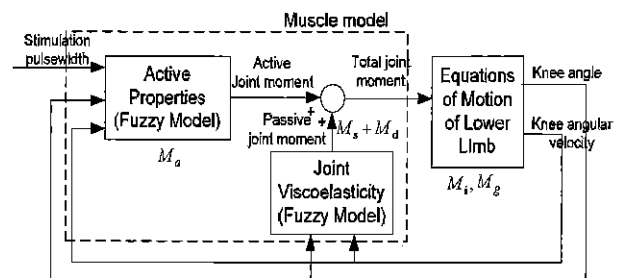 Muscle model
Stimulation
pulsewidth
Active
Properties
(Fuzzy Model)
M_a
Active
Joint moment
Total joint
moment
Passive
joint moment
+
+
M_s + M_d
Joint
Viscoelasticity
(Fuzzy Model)
Equations
of Motion
of Lower
LImb
M_i, M_g
Knee angle
Knee angular
velocity